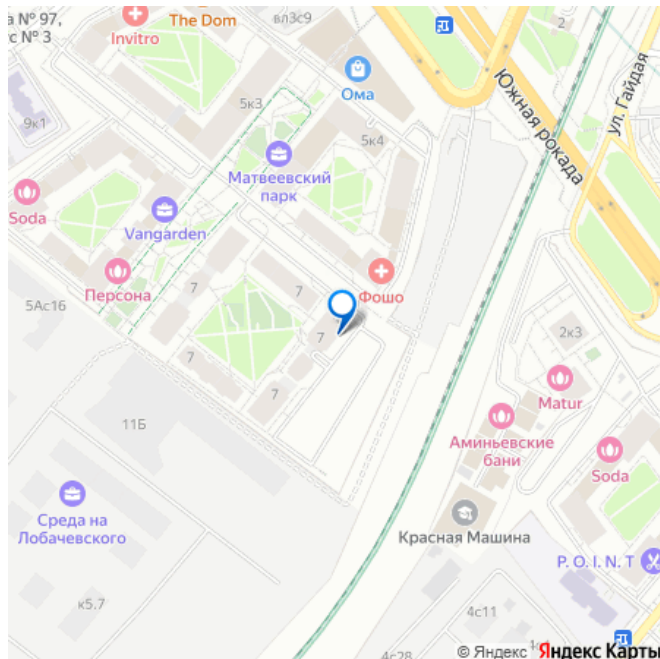 а № 97,
с № 3
The Dom
вл3с9
2
Invitro
Ома
Южная рокада
ул. Гайдая
5к3
9к1
5к4
Матвеевский
парк
Soda
Vangarden
Персона
Фошо
5Ас16
7
7
7
7
7
2к3
Matur
11Б
Аминьевские
бани
Soda
Среда на
Лобачевского
Красная Машина
P. O. I. N. T
к5.7
4с11
4с28
© Яндекс Яндекс Карты